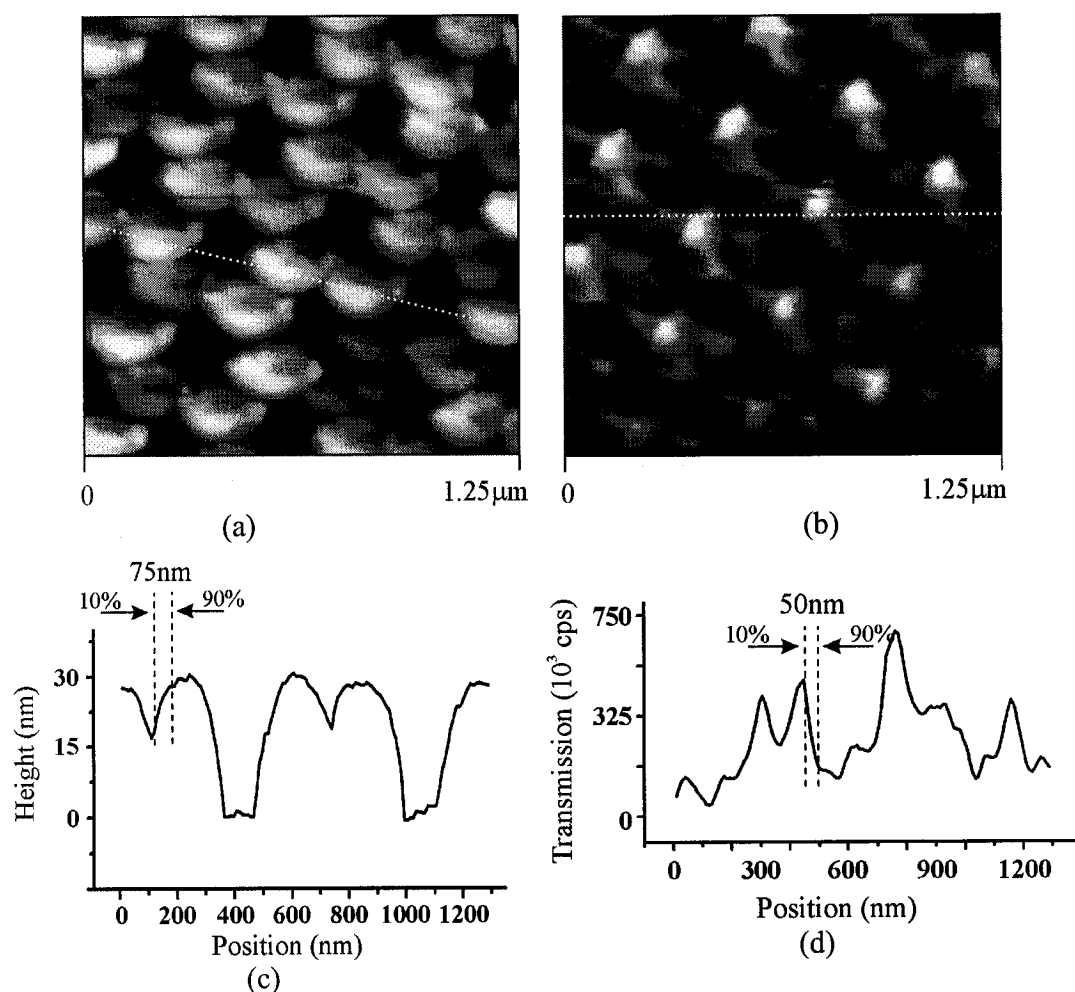 0
1.25μm
(a)
0
1.25μm
(b)
75nm
10%
90%
30
15
0
Height (nm)
0 200 400 600 800 1000 1200
Position (nm)
(c)
50nm
10%
90%
750
325
0
Transmission (10³ cps)
0 300 600 900 1200
Position (nm)
(d)